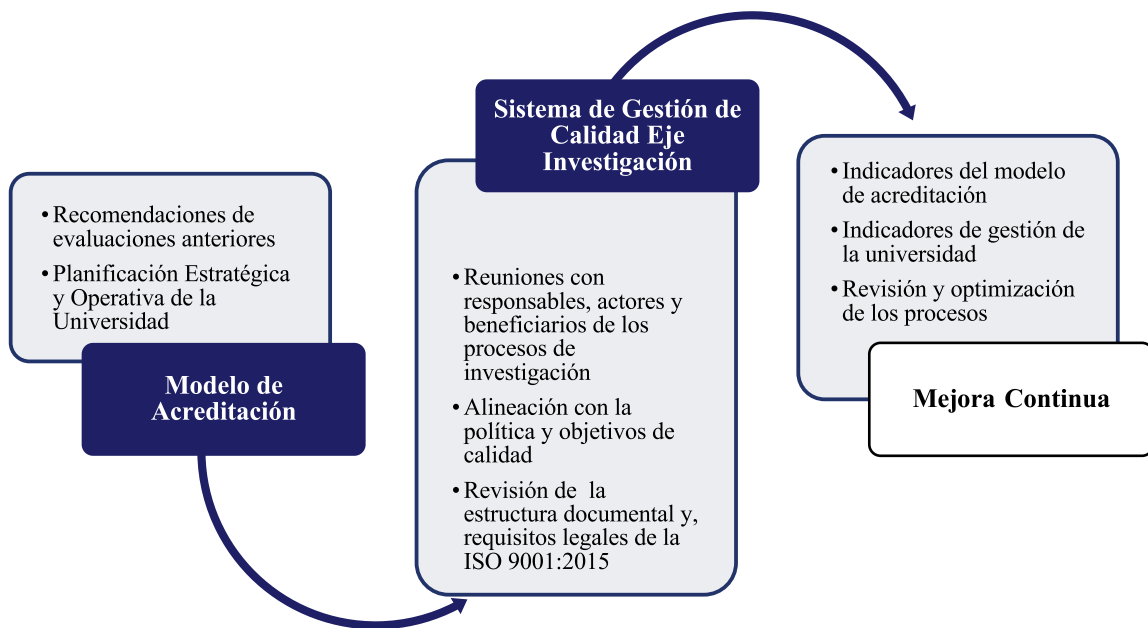 • Recomendaciones de
evaluaciones anteriores
• Planificación Estratégica
y Operativa de la
Universidad
Modelo de
Acreditación
Sistema de Gestión de
Calidad Eje
Investigación
• Reuniones con
responsables, actores y
beneficiarios de los
procesos de
investigación
• Alineación con la
política y objetivos de
calidad
• Revisión de la
estructura documental y,
requisitos legales de la
ISO 9001:2015
• Indicadores del modelo
de acreditación
• Indicadores de gestión de
la universidad
• Revisión y optimización
de los procesos
Mejora Continua